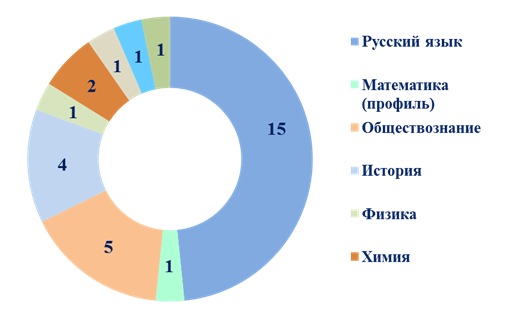 1
1
1
2
1
15
4
5
1
Русский язык
Математика
(профиль)
Обществознание
История
Физика
Химия